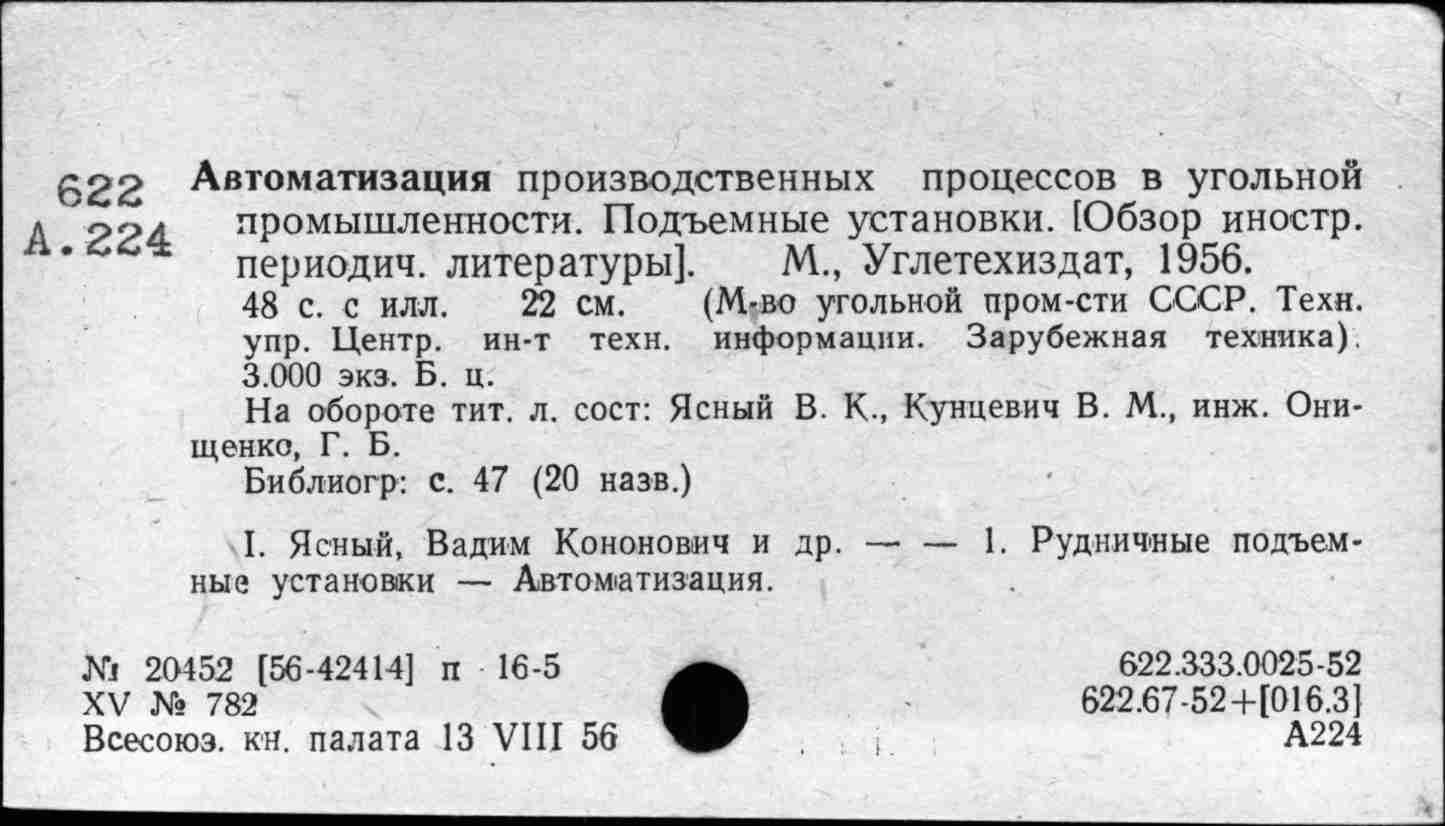 622 Автоматизация производственных процессов в угольной
А.224 промышленности. Подъемные установки. [Обзор иностр.
периодич. литературы]. М., Углетехиздат, 1956.
48 с. с илл. 22 см. (М-во угольной пром-сти СССР. Техн.
упр. Центр. ин-т техн. информации. Зарубежная техника).
3.000 экз. Б. ц.
На обороте тит. л. сост: Ясный В. К., Кунцевич В. М., инж. Они-
щенко, Г. Б.
Библиогр: с. 47 (20 назв.)
I. Ясный, Вадим Кононович и др. — — 1. Рудничные подъем-
ные установки — Автоматизация.
№ 20452 [56-42414] п 16-5 622.333.0025-52
XV № 782 622.67-52+[016.3]
Всесоюз. кн. палата 13 VIII 56 А224